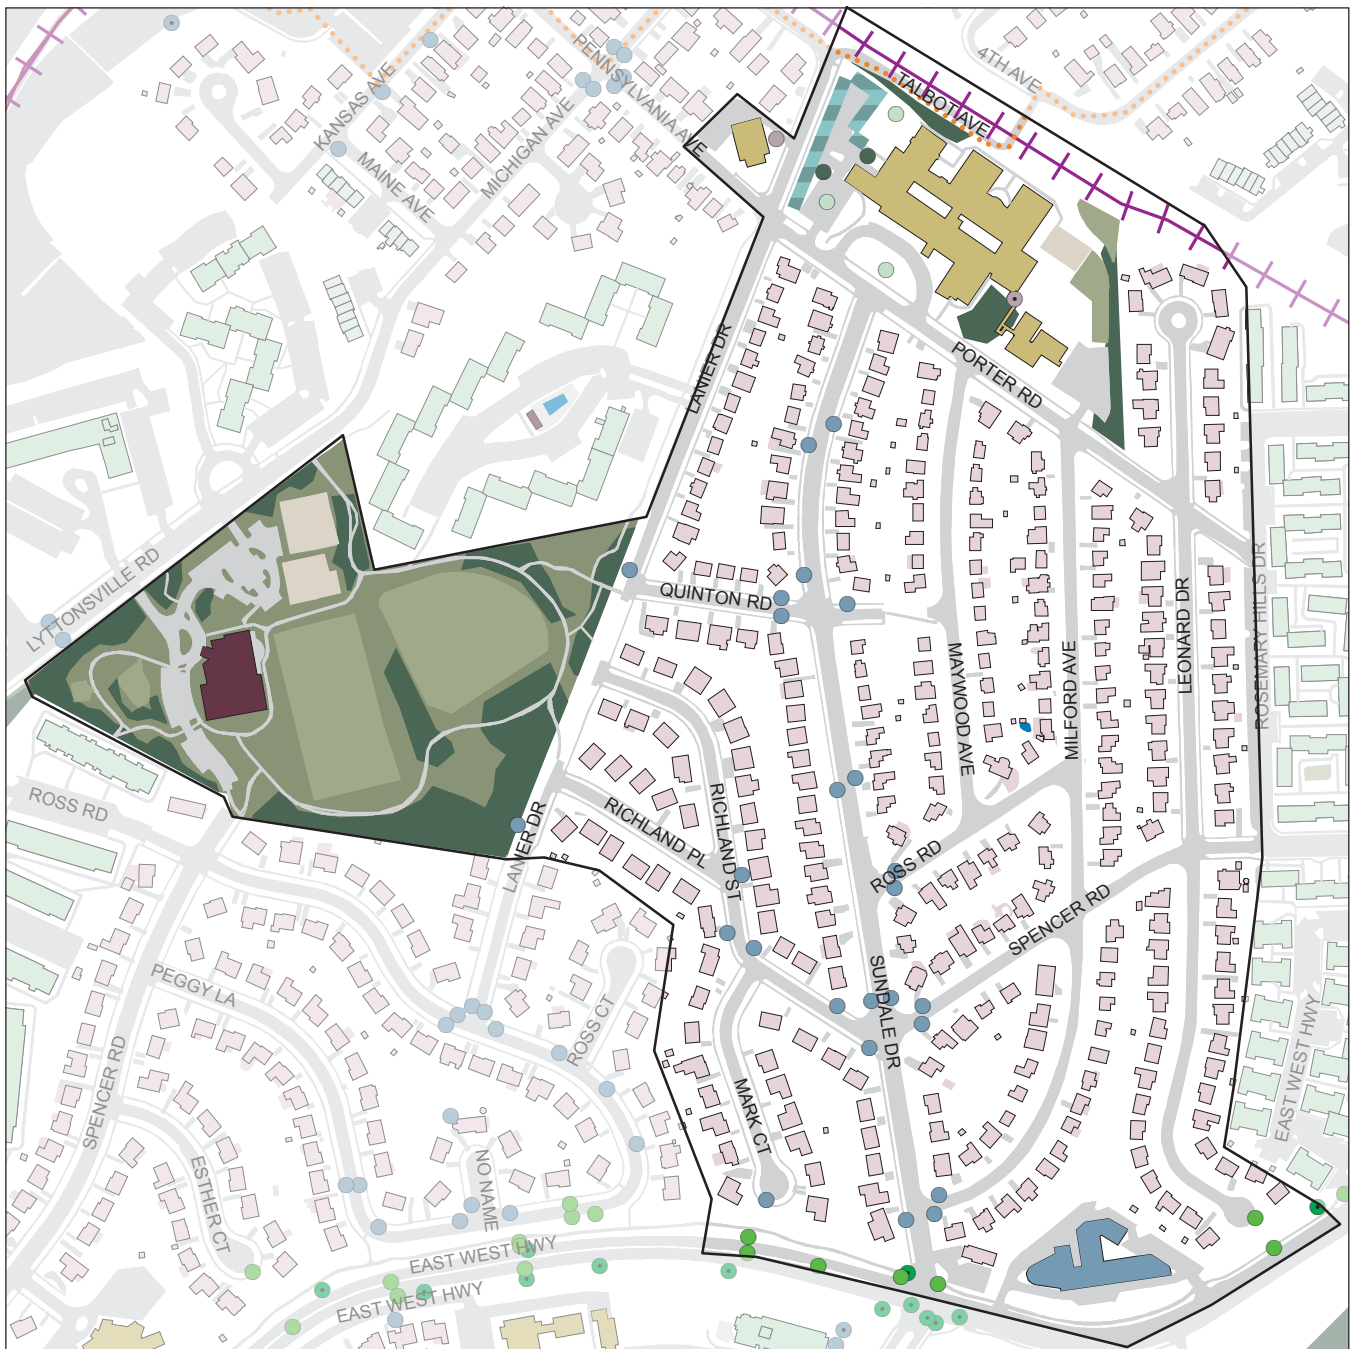 4TH AVE
PENNSYLVANIA AVE
KANSAS AVE
TALBOT AVE
MICHIGAN AVE
MAINE AVE
LANIER DR
PORTER RD
LYTTONSVILLE RD
QUINTON RD
LEONARD DR
ROSEMARY HILLS DR
MAYWOOD AVE
MILFORD AVE
ROSS RD
RICHLAND PL
RICHLAND ST
LANIER DR
ROSS RD
SPENCER RD
PEGGY LA
SUNDALE DR
ROSS CT
EAST WEST HWY
SPENCER RD
MARK CT
ESTHER CT
NO NAME
EAST WEST HWY
EAST WEST HWY